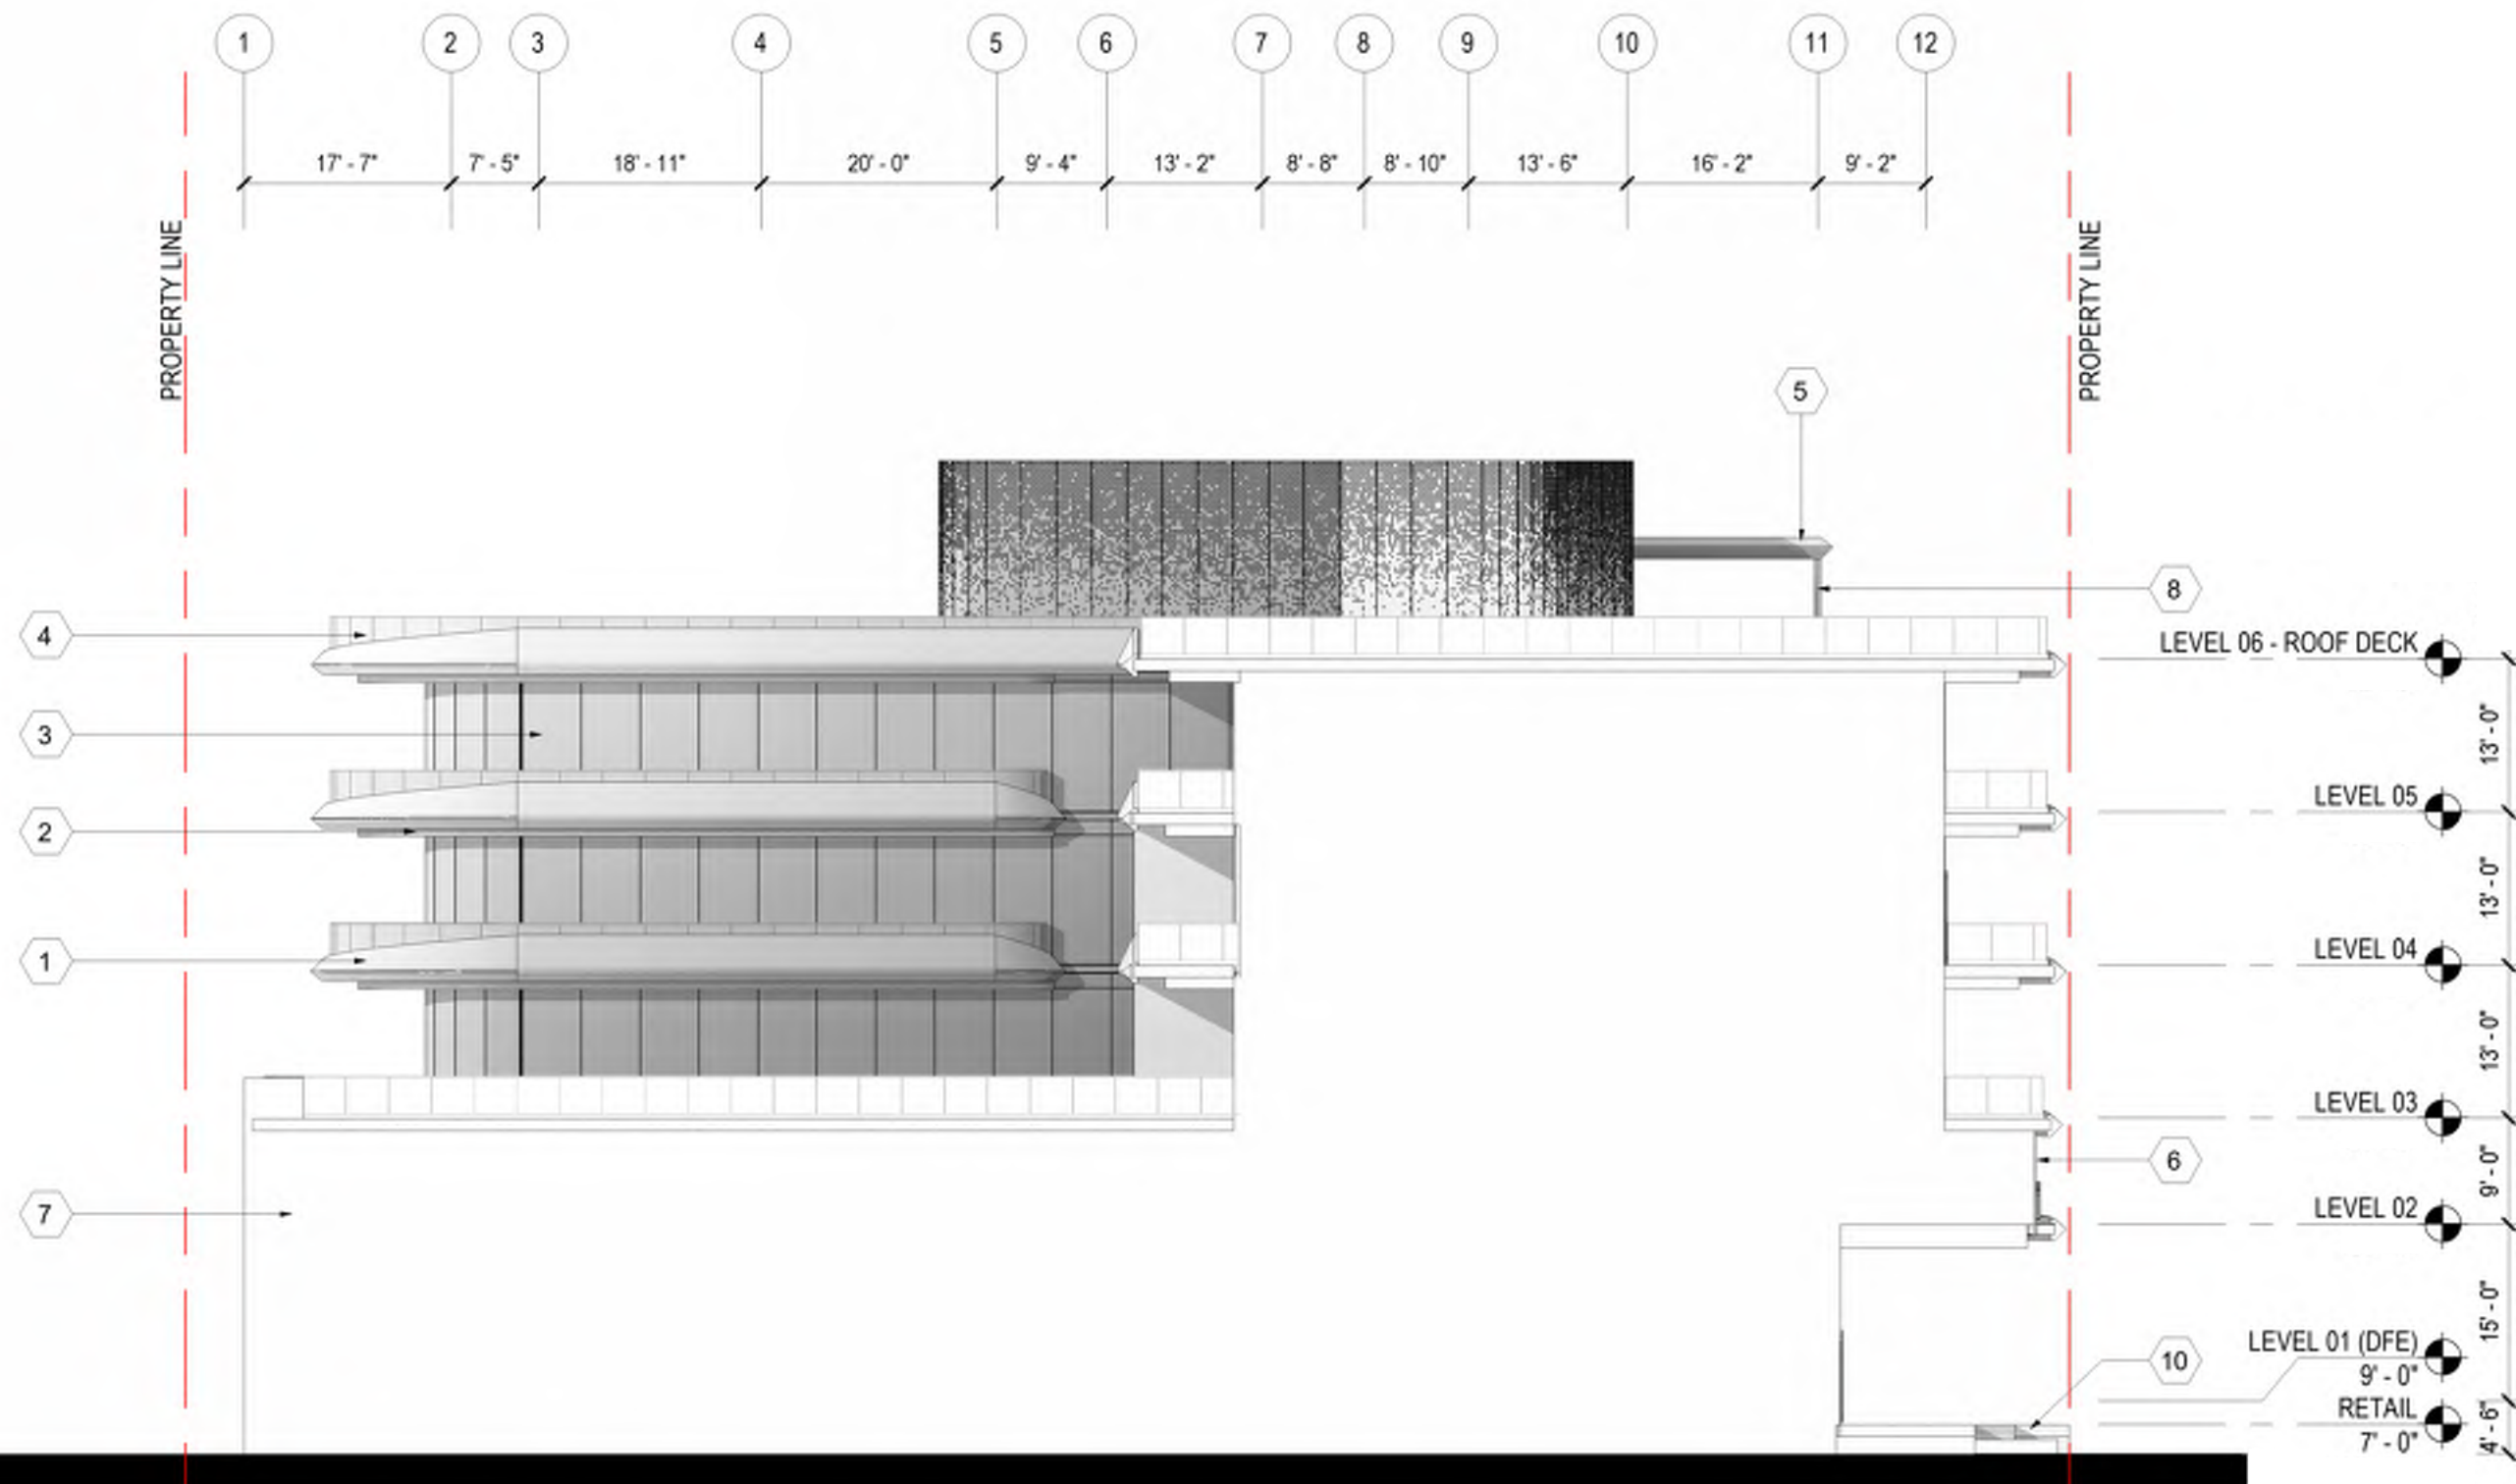 1 2 3 4 5 6 7 8 9 10 11 12
17' - 7" 7' - 5" 18' - 11" 20' - 0" 9' - 4" 13' - 2" 8' - 8" 8' - 10" 13' - 6" 16' - 2" 9' - 2"
PROPERTY LINE
PROPERTY LINE
5
8
4
LEVEL 06 - ROOF DECK
3
13' - 0"
LEVEL 05
2
13' - 0"
LEVEL 04
1
13' - 0"
LEVEL 03
6
9' - 0"
LEVEL 02
7
15' - 0"
LEVEL 01 (DFE)
9' - 0"
10
RETAIL
7' - 0"
4' - 6"